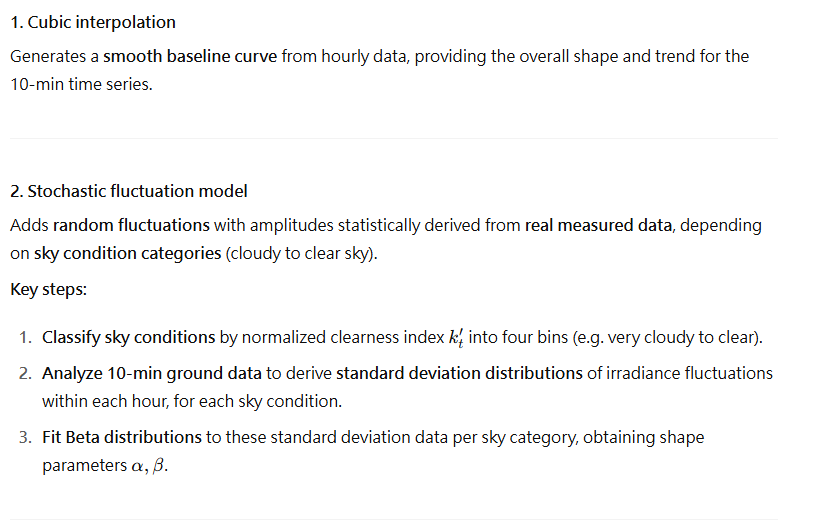 1. Cubic interpolation
Generates a smooth baseline curve from hourly data, providing the overall shape and trend for the
10-min time series.
2. Stochastic fluctuation model
Adds random fluctuations with amplitudes statistically derived from real measured data, depending
on sky condition categories (cloudy to clear sky).
Key steps:
1. Classify sky conditions by normalized clearness index k′ₜ into four bins (e.g. very cloudy to clear).
2. Analyze 10-min ground data to derive standard deviation distributions of irradiance fluctuations
within each hour, for each sky condition.
3. Fit Beta distributions to these standard deviation data per sky category, obtaining shape
parameters α, β.